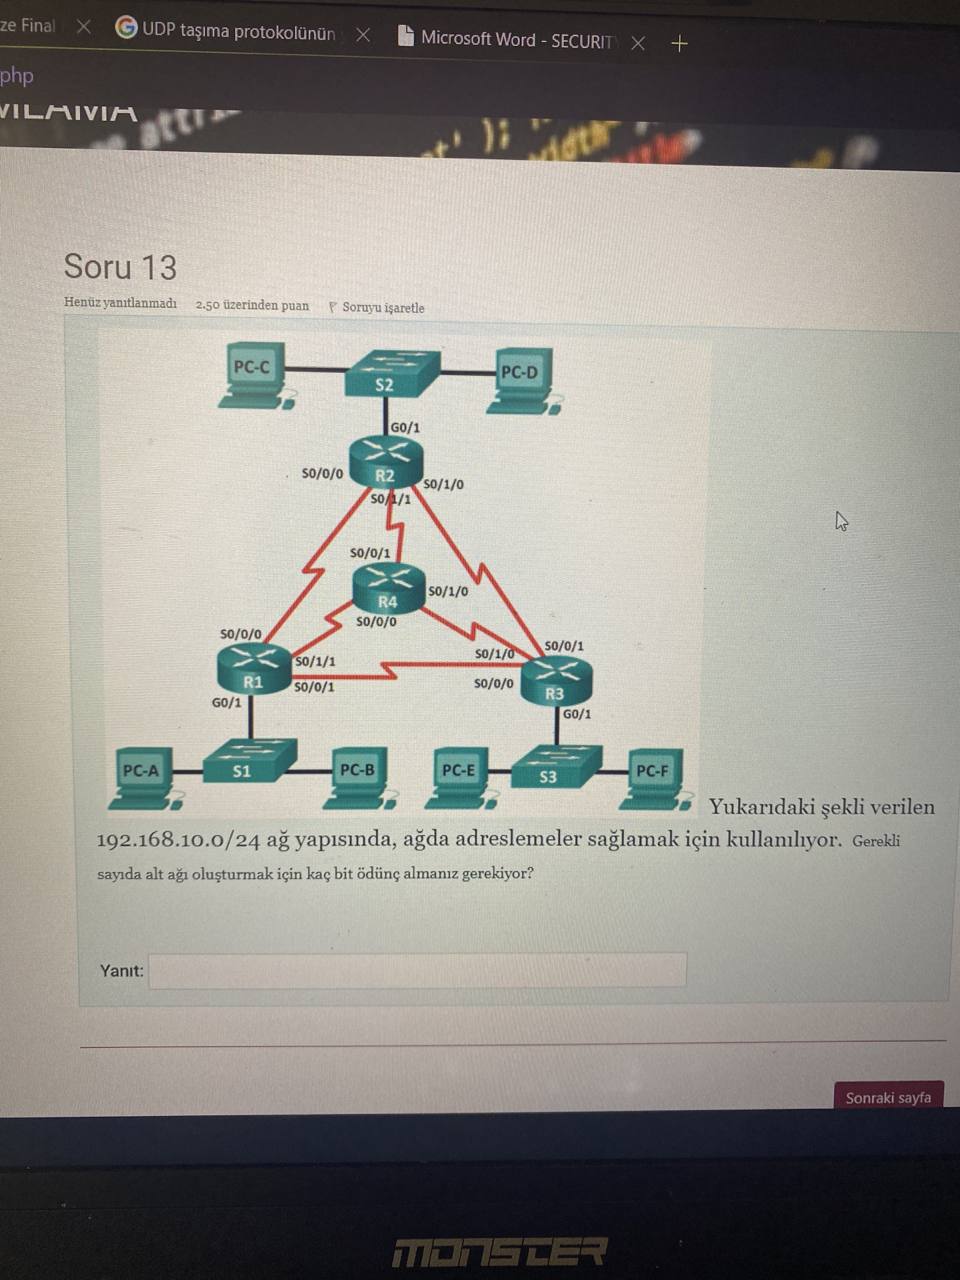 ze Final
UDP taşıma protokolünün
Microsoft Word - SECURIT
php
attri
width
Soru 13
Henüz yanıtlanmadı 2.50 üzerinden puan Soruyu işaretle
PC-C
S2
PC-D
G0/1
R2
S0/0/0
S0/1/0
S0/1/1
S0/0/1
R4
S0/1/0
S0/0/0
S0/0/0
S0/0/1
S0/1/1
S0/1/0
R1
S0/0/1
S0/0/0
R3
G0/1
G0/1
PC-A
S1
PC-B
PC-E
S3
PC-F
Yukarıdaki şekli verilen
192.168.10.0/24 ağ yapısında, ağda adreslemeler sağlamak için kullanılıyor. Gerekli
sayıda alt ağı oluşturmak için kaç bit ödünç almanız gerekiyor?
Yanıt:
Sonraki sayfa
MONSTER